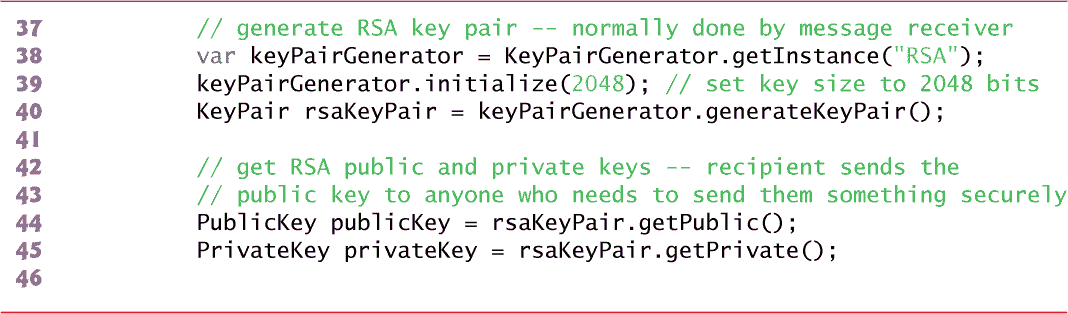 37 // generate RSA key pair -- normally done by message receiver
38 var keyPairGenerator = KeyPairGenerator.getInstance("RSA");
39 keyPairGenerator.initialize(2048); // set key size to 2048 bits
40 KeyPair rsaKeyPair = keyPairGenerator.generateKeyPair();
41
42 // get RSA public and private keys -- recipient sends the
43 // public key to anyone who needs to send them something securely
44 PublicKey publicKey = rsaKeyPair.getPublic();
45 PrivateKey privateKey = rsaKeyPair.getPrivate();
46